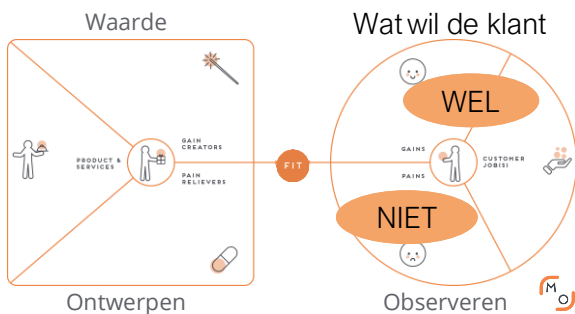 Waarde
Wat wil de klant
WEL
GAIN
CREATORS
PRODUCT &
SERVICES
FIT
PAIN
RELIEVERS
GAINS
CUSTOMER
JOB(S)
PAINS
NIET
Ontwerpen
Observeren
M
O